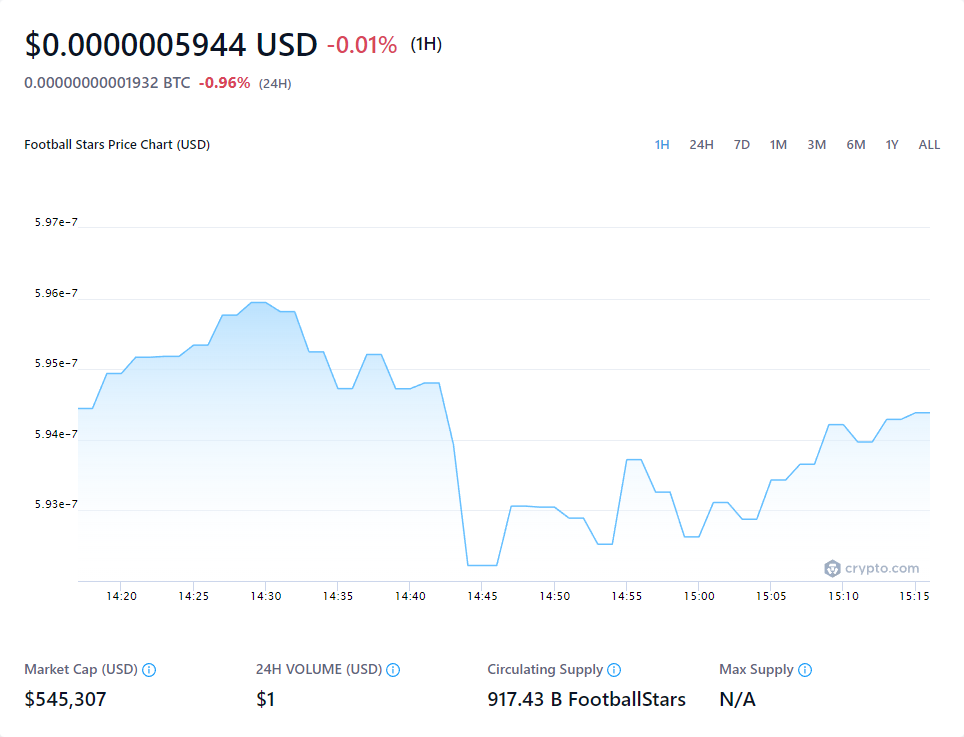 $0.0000005944 USD -0.01% (1H)
0.00000000001932 BTC -0.96% (24H)
Football Stars Price Chart (USD) 1H 24H 7D 1M 3M 6M 1Y ALL
5.97e-7
5.96e-7
5.95e-7
5.94e-7
5.93e-7
crypto.com
14:20 14:25 14:30 14:35 14:40 14:45 14:50 14:55 15:00 15:05 15:10 15:15
Market Cap (USD) 24H VOLUME (USD) Circulating Supply Max Supply
$545,307 $1 917.43 B FootballStars N/A